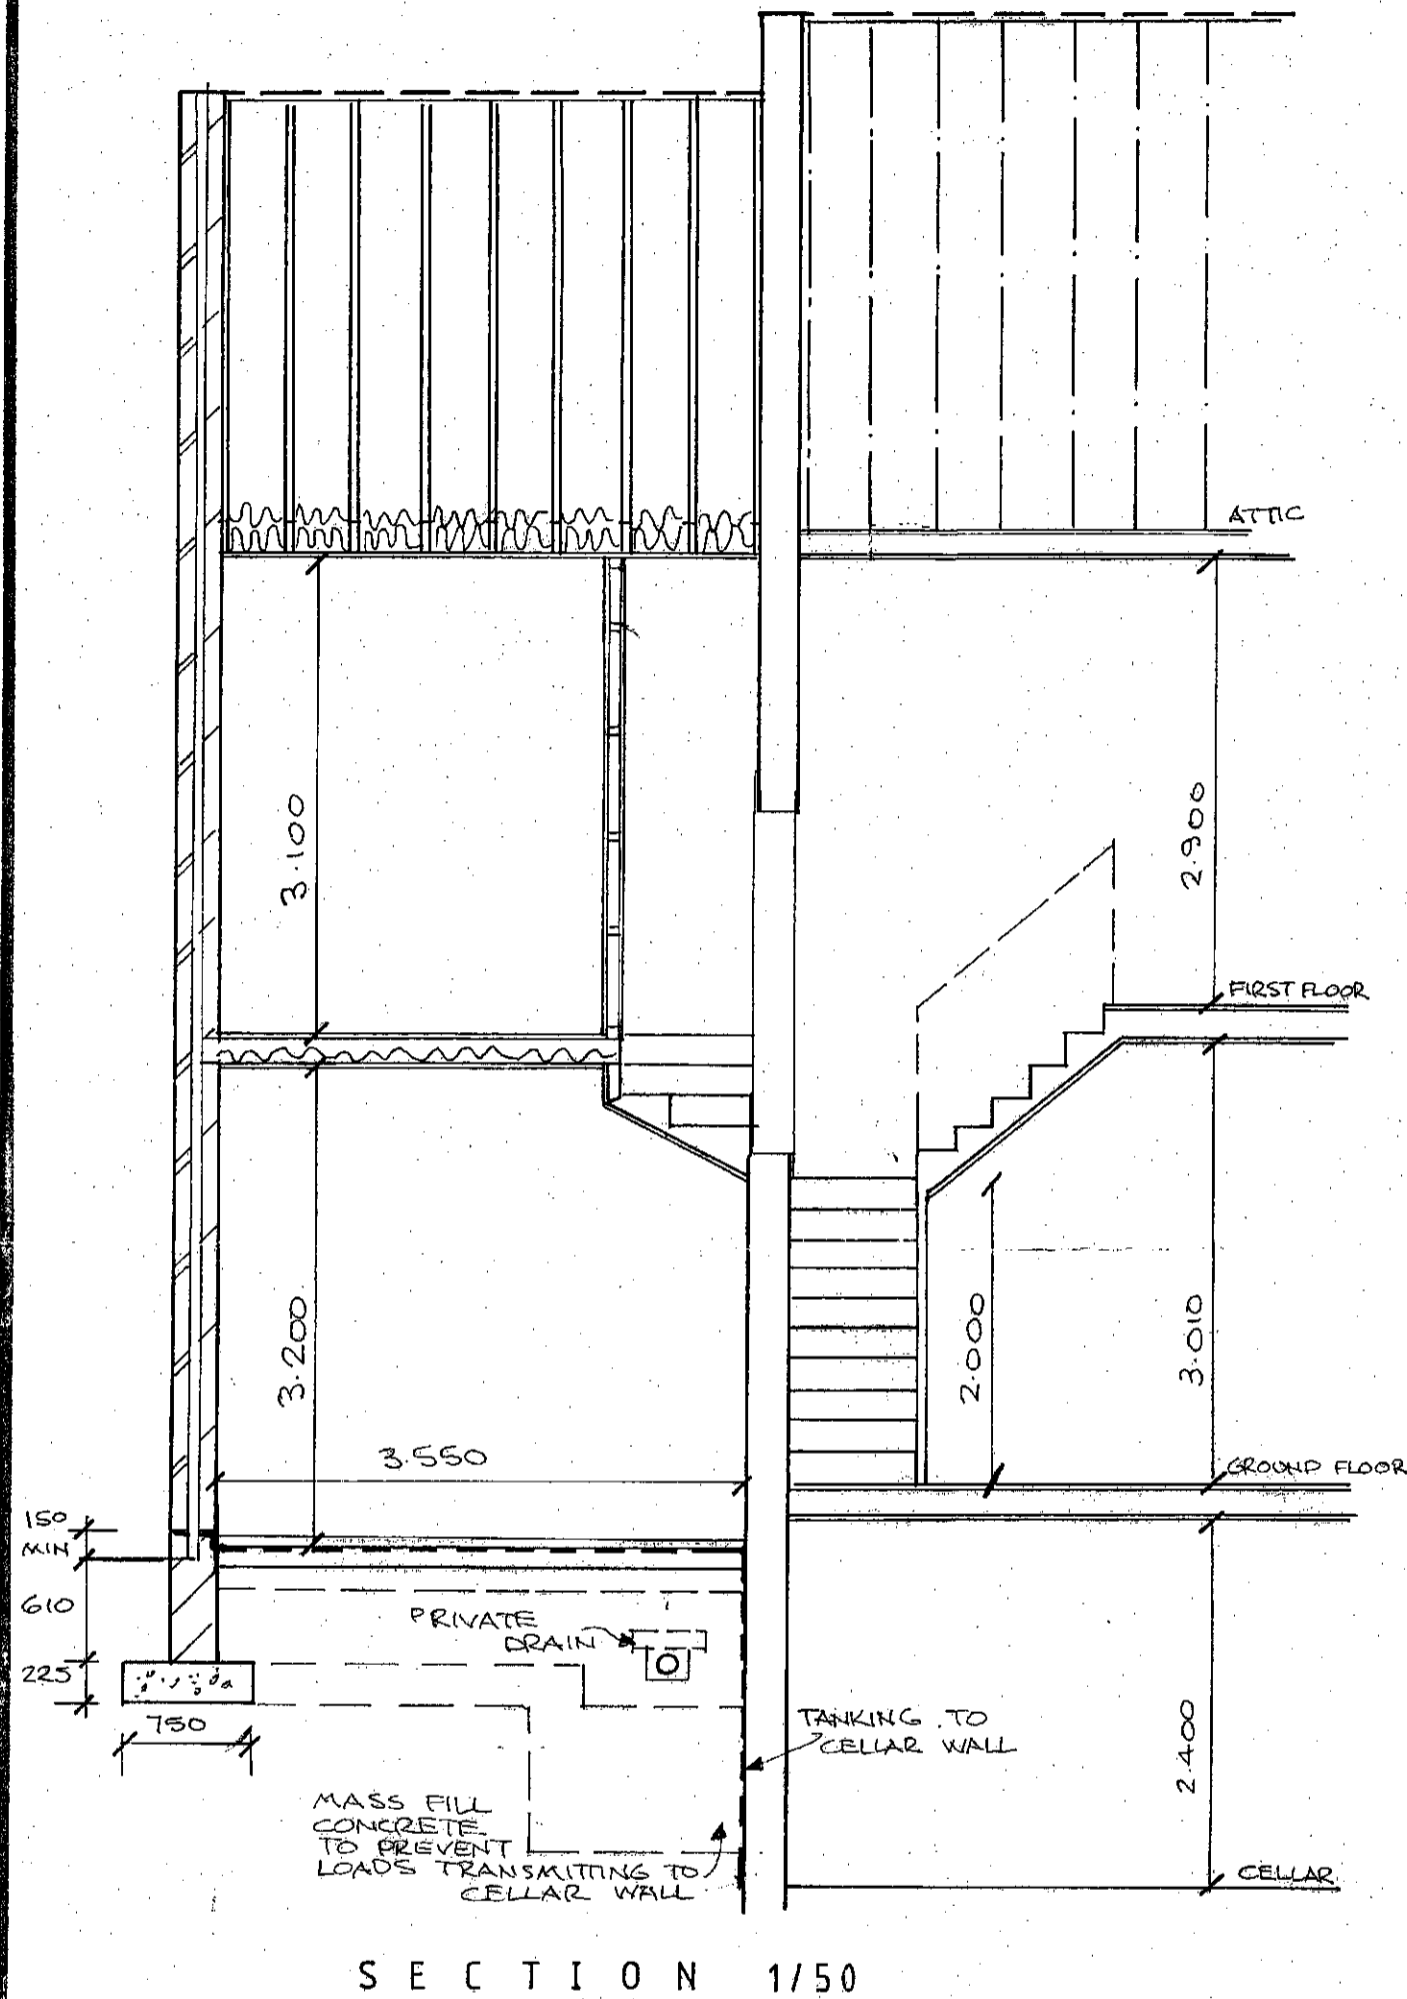 ATTIC
3.100
2.900
FIRST FLOOR
3.200
2.000
3.010
3.550
GROUND FLOOR
150
MIN
610
225
750
PRIVATE
DRAIN
TANKING TO
CELLAR WALL
2.400
MASS FILL
CONCRETE
TO PREVENT
LOADS TRANSMITTING TO
CELLAR WALL
CELLAR
SECTION 1/50